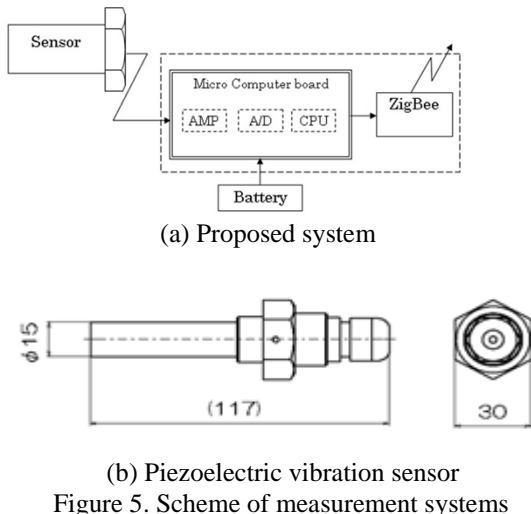 Sensor
Micro Computer board
AMP
A/D
CPU
ZigBee
Battery
(a) Proposed system
φ15
(117)
30
(b) Piezoelectric vibration sensor
Figure 5. Scheme of measurement systems